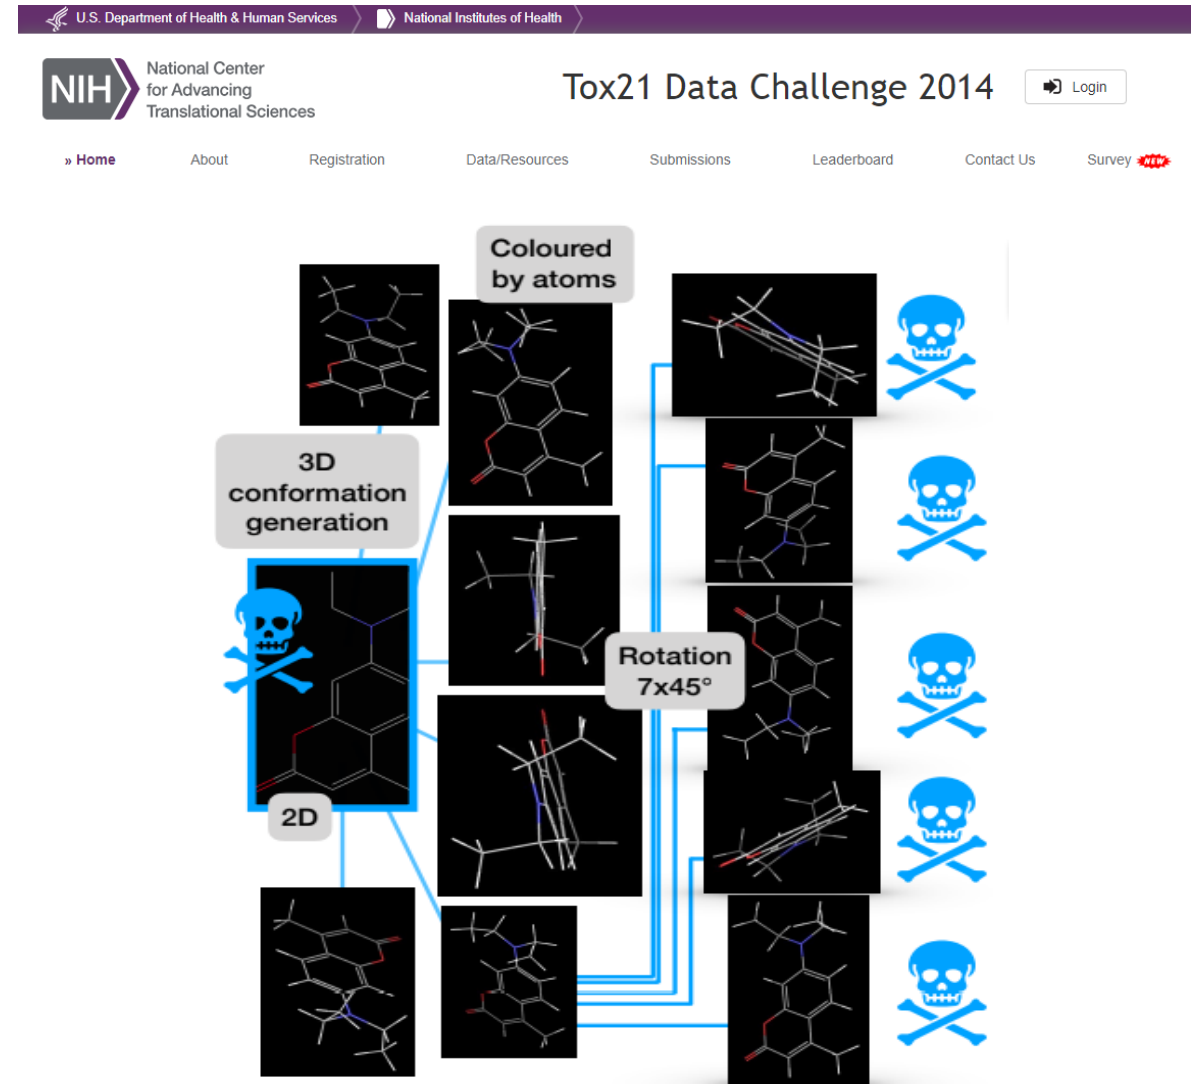 U.S. Department of Health & Human Services
National Institutes of Health
NIH
National Center
for Advancing
Translational Sciences
Tox21 Data Challenge 2014
Login
» Home
About
Registration
Data/Resources
Submissions
Leaderboard
Contact Us
Survey
NEW
Coloured
by atoms
3D
conformation
generation
Rotation
7x45°
2D